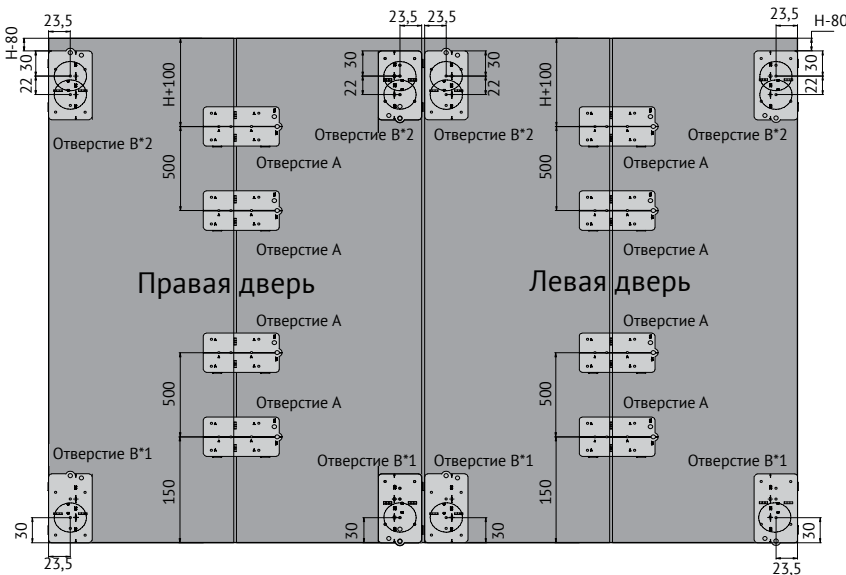 23,5 23,5 23,5 23,5
H-80 H-80
30 22 30 22 30 22 30 22
H+100 H+100
Отверстие B*2 Отверстие B*2 Отверстие B*2 Отверстие B*2
Отверстие A Отверстие A
500 500
Отверстие A Отверстие A
Правая дверь Левая дверь
Отверстие A Отверстие A
500 500
Отверстие A Отверстие A
Отверстие B*1 Отверстие B*1 Отверстие B*1 Отверстие B*1
150 150
30 30 30 30
23,5 23,5